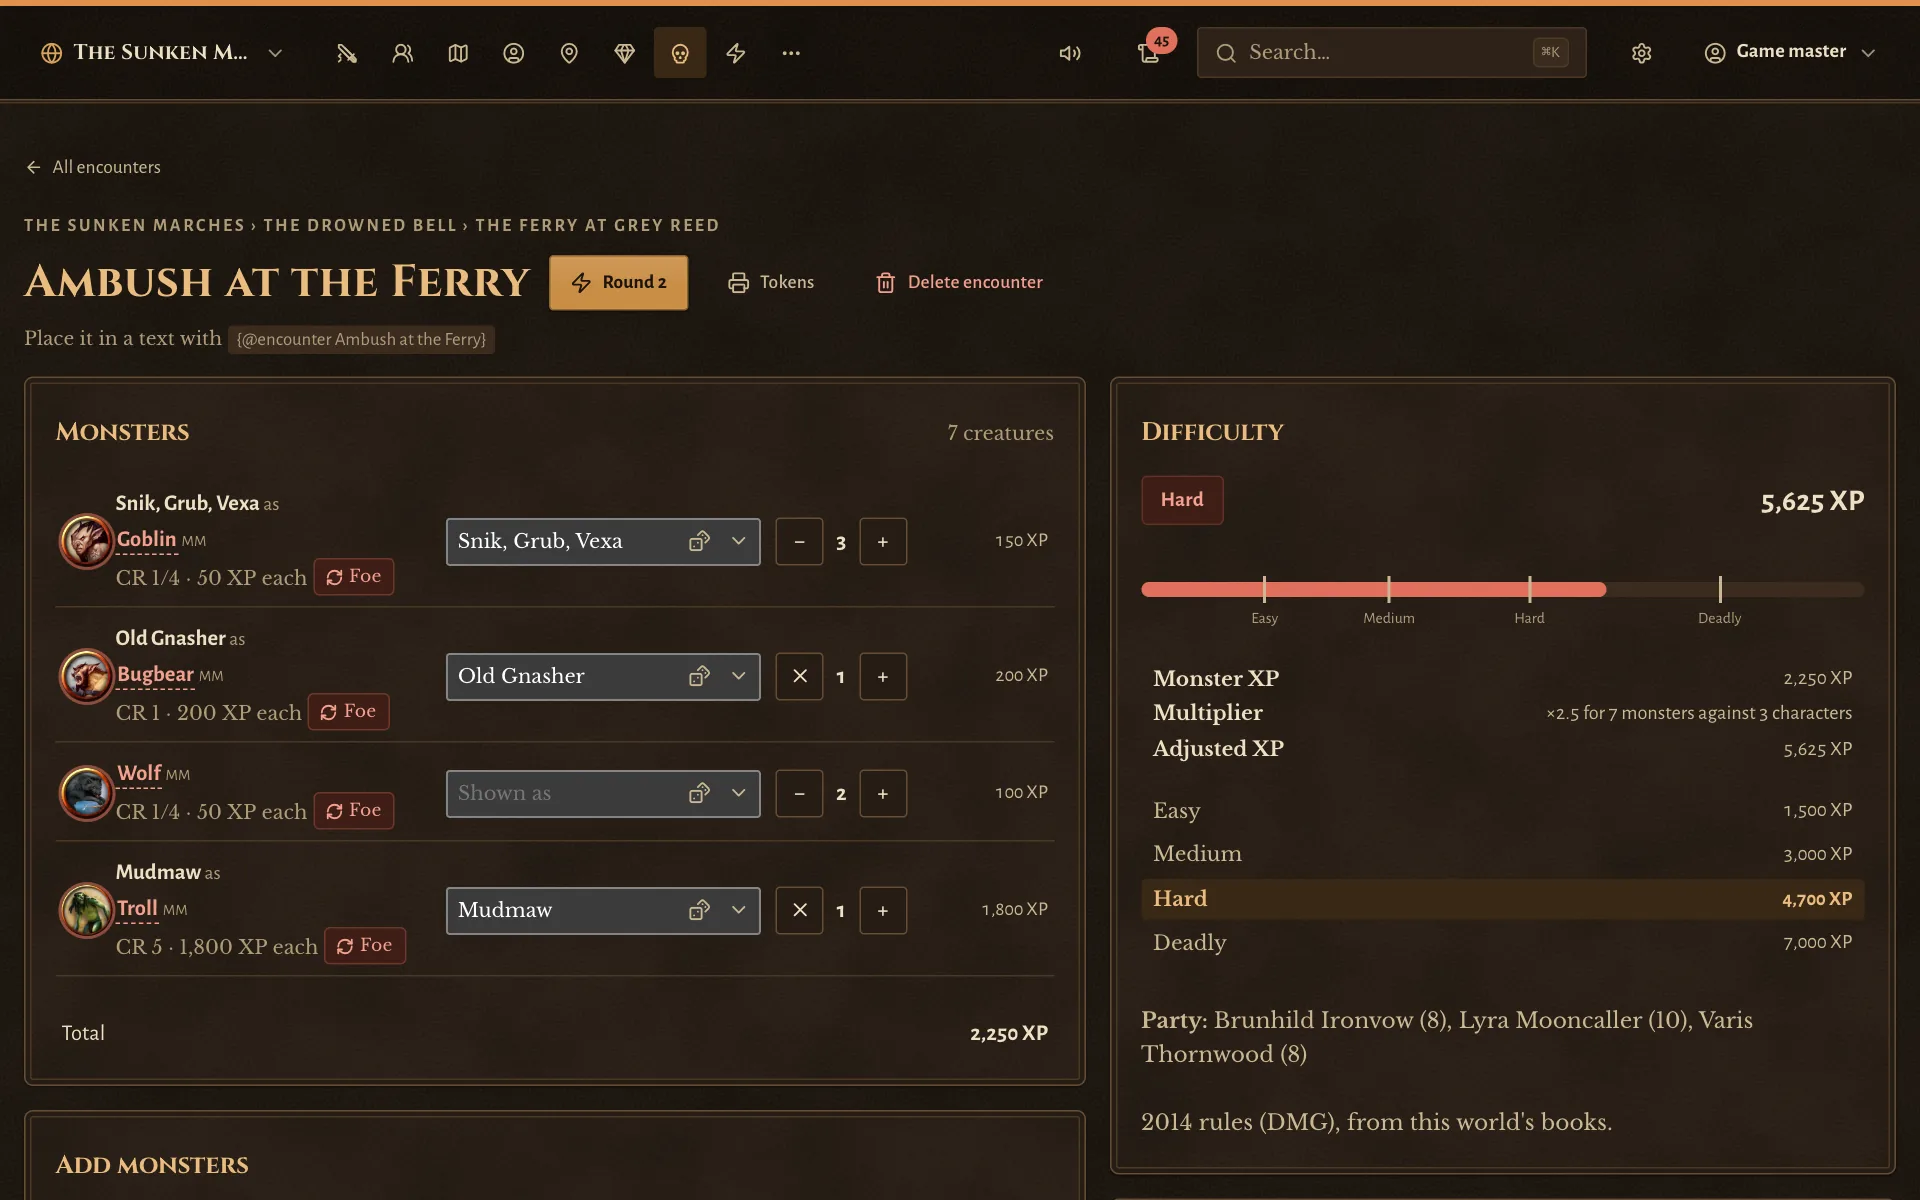 The Sunken M...
45
Search...
⌘K
Game master
All encounters
THE SUNKEN MARCHES › THE DROWNED BELL › THE FERRY AT GREY REED
Ambush at the Ferry
Round 2
Tokens
Delete encounter
Place it in a text with {@encounter Ambush at the Ferry}
Monsters
7 creatures
Snik, Grub, Vexa as
Goblin MM
CR 1/4 · 50 XP each
Foe
Snik, Grub, Vexa
− 3 +
150 XP
Old Gnasher as
Bugbear MM
CR 1 · 200 XP each
Foe
Old Gnasher
1 +
200 XP
Wolf MM
CR 1/4 · 50 XP each
Foe
Shown as
− 2 +
100 XP
Mudmaw as
Troll MM
CR 5 · 1,800 XP each
Foe
Mudmaw
1 +
1,800 XP
Total
2,250 XP
Add monsters
Difficulty
Hard
5,625 XP
Easy Medium Hard Deadly
Monster XP 2,250 XP
Multiplier ×2.5 for 7 monsters against 3 characters
Adjusted XP 5,625 XP
Easy 1,500 XP
Medium 3,000 XP
Hard 4,700 XP
Deadly 7,000 XP
Party: Brunhild Ironvow (8), Lyra Mooncaller (10), Varis
Thornwood (8)
2014 rules (DMG), from this world's books.